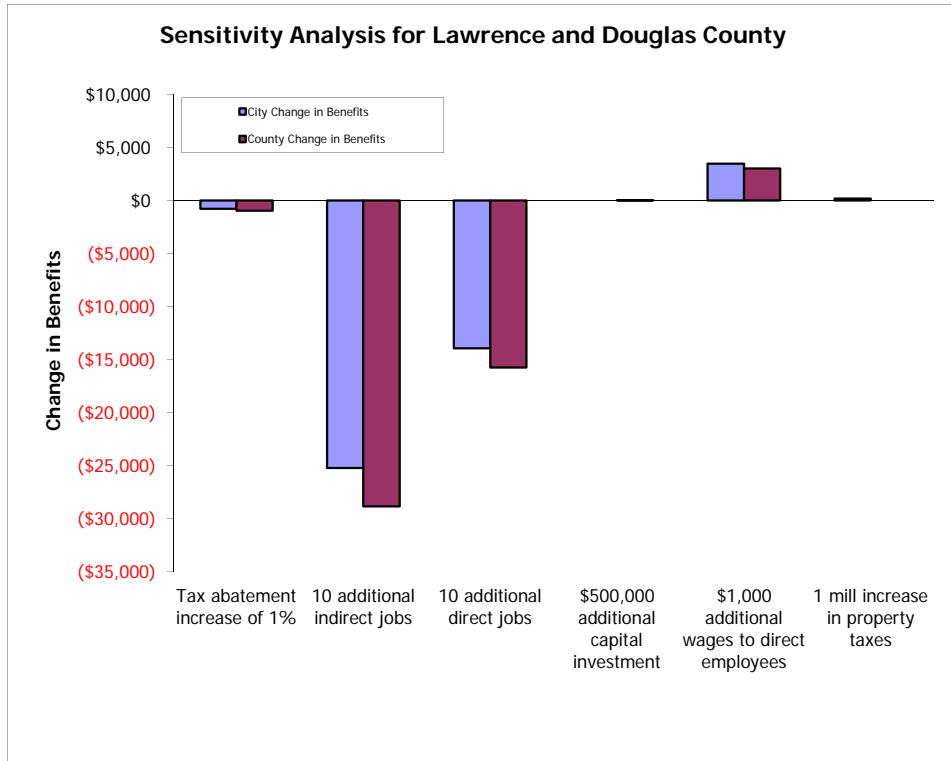 Sensitivity Analysis for Lawrence and Douglas County
City Change in Benefits
County Change in Benefits
Change in Benefits
$10,000
$5,000
$0
($5,000)
($10,000)
($15,000)
($20,000)
($25,000)
($30,000)
($35,000)
Tax abatement
increase of 1%
10 additional
indirect jobs
10 additional
direct jobs
$500,000
additional
capital
investment
$1,000
additional
wages to direct
employees
1 mill increase
in property
taxes